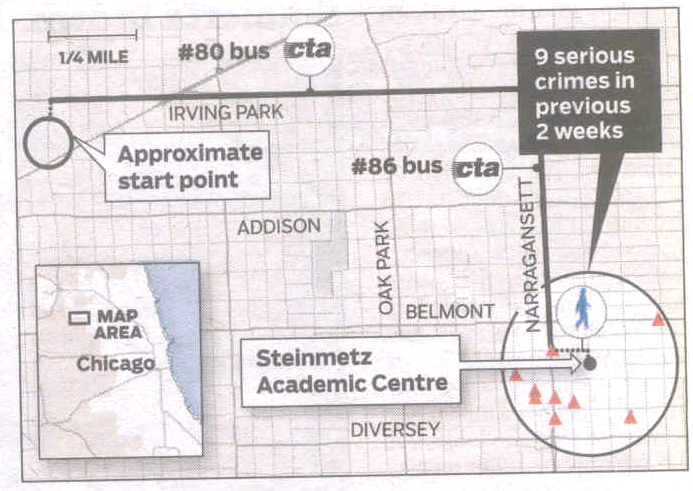 1/4 MILE
#80 bus cta
IRVING PARK
9 serious
crimes in
previous
2 weeks
Approximate
start point
#86 bus cta
ADDISON
OAK PARK
NARRAGANSETT
BELMONT
MAP
AREA
Chicago
Steinmetz
Academic Centre
DIVERSEY